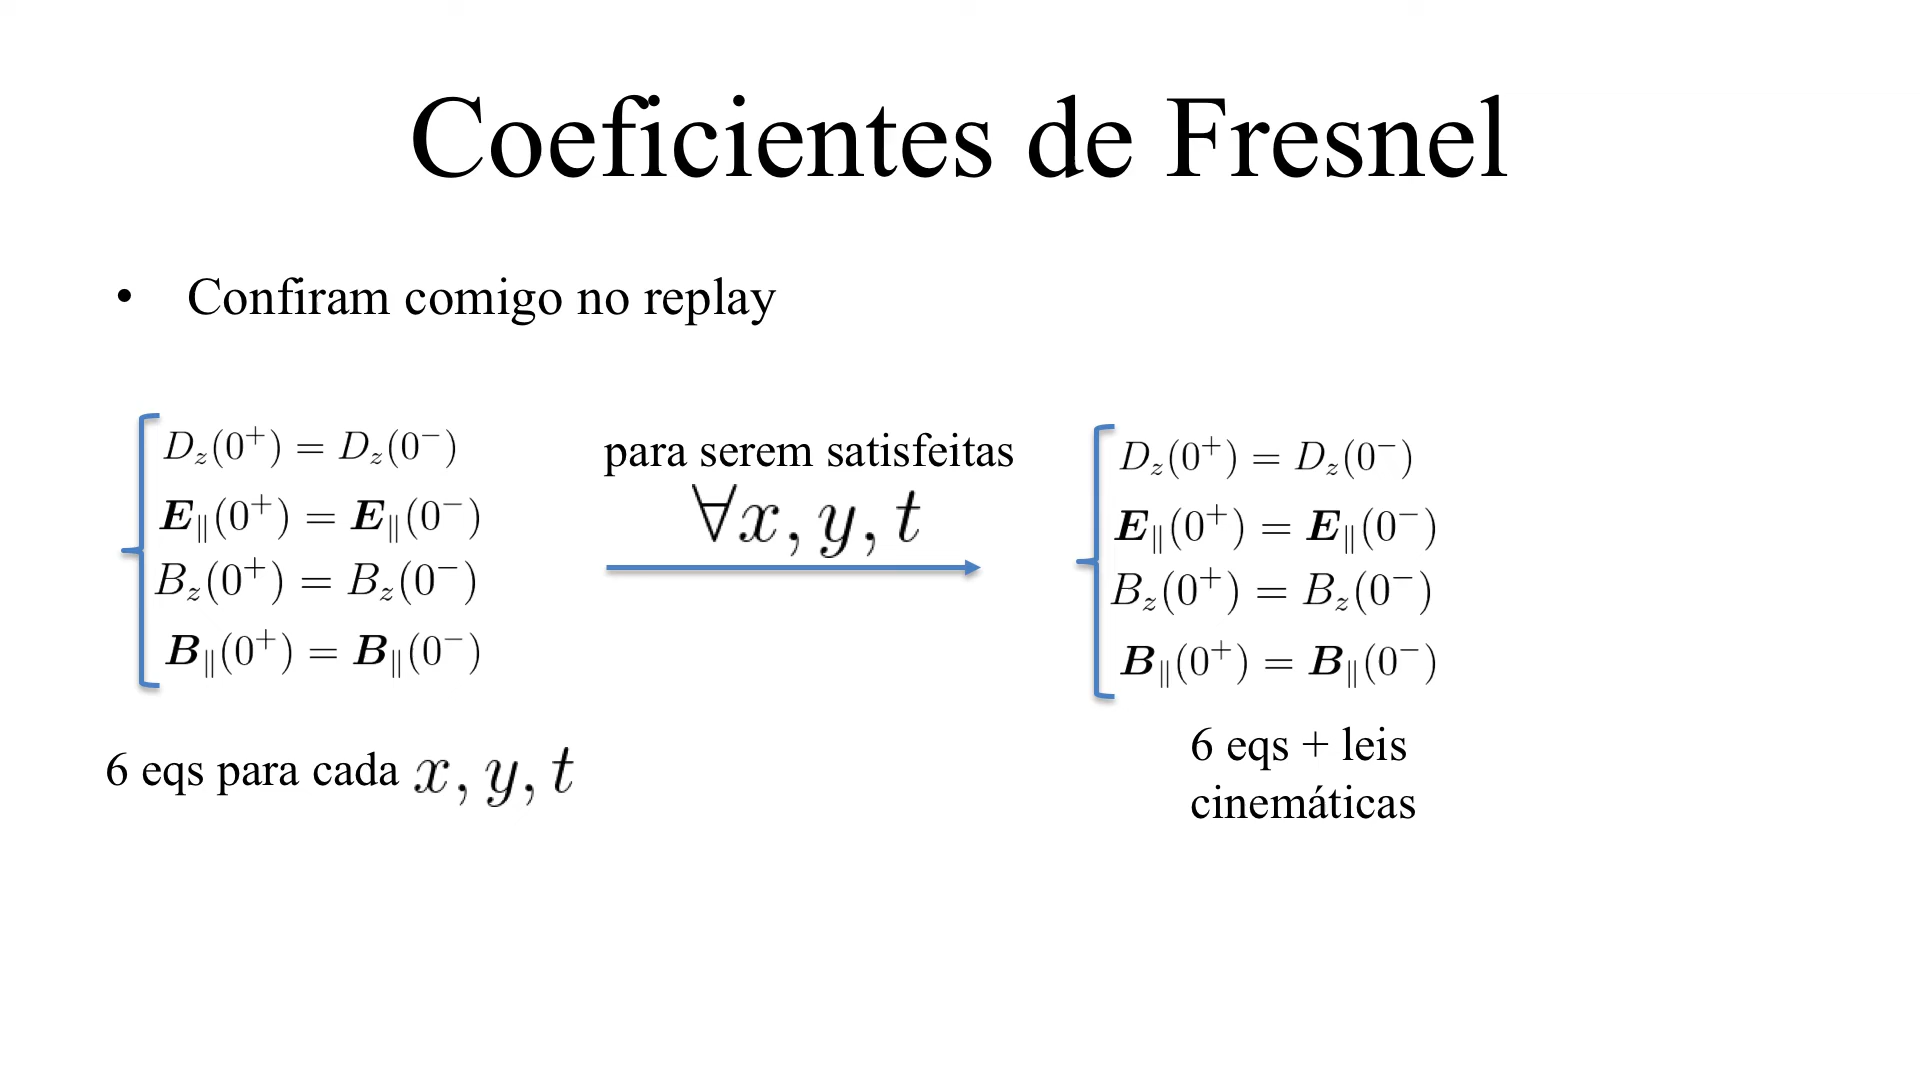 Coeficientes de Fresnel
• Confiram comigo no replay
D_z(0⁺) = D_z(0⁻)
E_∥(0⁺) = E_∥(0⁻)
B_z(0⁺) = B_z(0⁻)
B_∥(0⁺) = B_∥(0⁻)
6 eqs para cada x, y, t
para serem satisfeitas
∀x, y, t
D_z(0⁺) = D_z(0⁻)
E_∥(0⁺) = E_∥(0⁻)
B_z(0⁺) = B_z(0⁻)
B_∥(0⁺) = B_∥(0⁻)
6 eqs + leis
cinemáticas